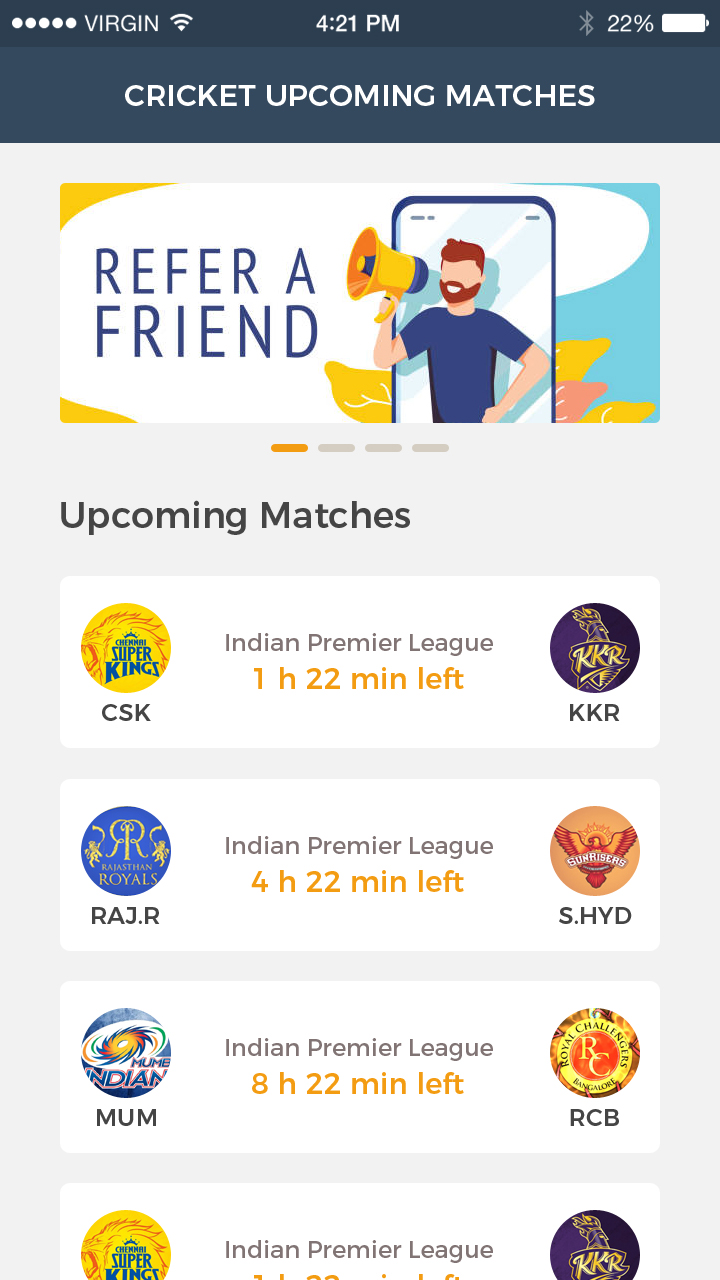 VIRGIN 4:21 PM 22%
CRICKET UPCOMING MATCHES
REFER A
FRIEND
Upcoming Matches
CHENNAI
SUPER
KINGS
CSK
Indian Premier League
1 h 22 min left
KKR
KKR
RR
RAJASTHAN
ROYALS
RAJ.R
Indian Premier League
4 h 22 min left
SUNRISERS
S.HYD
MUMB
INDIAN
MUM
Indian Premier League
8 h 22 min left
ROYAL CHALLENGERS
RC
BANGALORE
RCB
CHENNAI
SUPER
KINGS
Indian Premier League
KKR